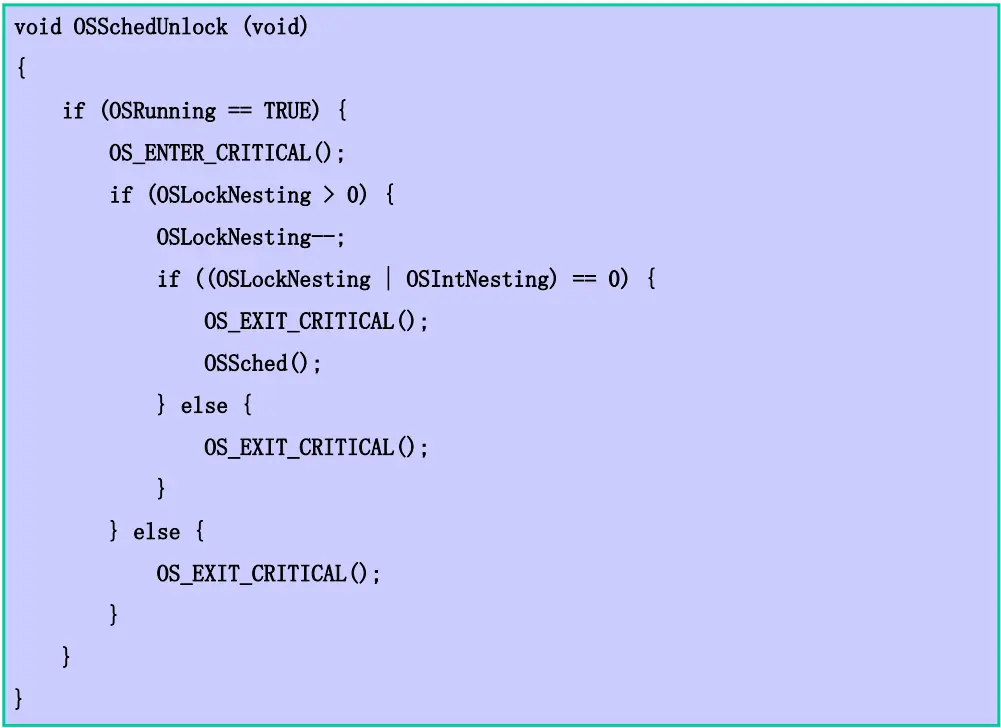 void OSSchedUnlock (void)
{
    if (OSRunning == TRUE) {
        OS_ENTER_CRITICAL();
        if (OSLockNesting > 0) {
            OSLockNesting--;
            if ((OSLockNesting | OSIntNesting) == 0) {
                OS_EXIT_CRITICAL();
                OSSched();
            } else {
                OS_EXIT_CRITICAL();
            }
        } else {
            OS_EXIT_CRITICAL();
        }
    }
}